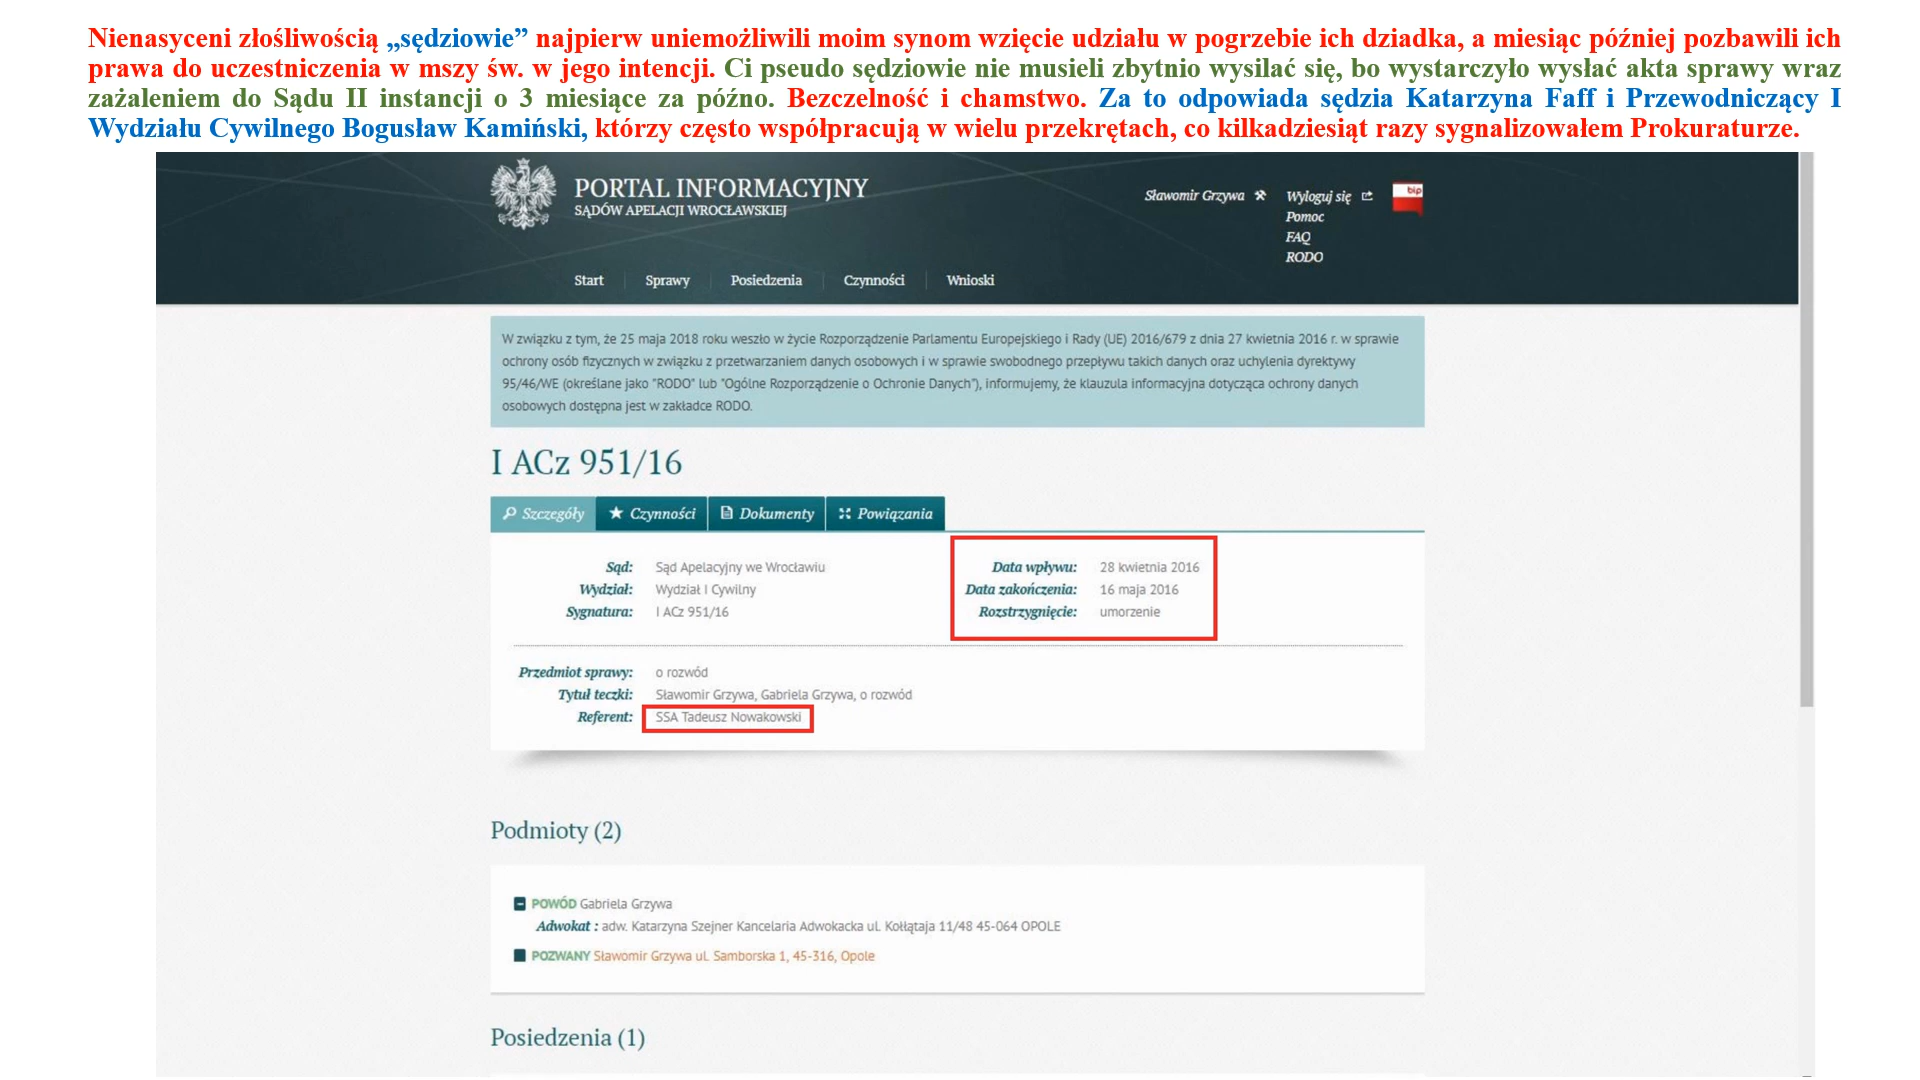 Nienasyceni złośliwością „sędziowie” najpierw uniemożliwili moim synom wzięcie udziału w pogrzebie ich dziadka, a miesiąc później pozbawili ich
prawa do uczestniczenia w mszy św. w jego intencji. Ci pseudo sędziowie nie musieli zbytnio wysilać się, bo wystarczyło wysłać akta sprawy wraz
zażaleniem do Sądu II instancji o 3 miesiące za późno. Bezczelność i chamstwo. Za to odpowiada sędzia Katarzyna Faff i Przewodniczący I
Wydziału Cywilnego Bogusław Kamiński, którzy często współpracują w wielu przekrętach, co kilkadziesiąt razy sygnalizowałem Prokuraturze.
PORTAL INFORMACYJNY
SĄDÓW APELACJI WROCŁAWSKIEJ
Sławomir Grzywa
Wyloguj się
bip
Pomoc
FAQ
RODO
Start Sprawy Posiedzenia Czynności Wnioski
W związku z tym, że 25 maja 2018 roku weszło w życie Rozporządzenie Parlamentu Europejskiego i Rady (UE) 2016/679 z dnia 27 kwietnia 2016 r. w sprawie
ochrony osób fizycznych w związku z przetwarzaniem danych osobowych i w sprawie swobodnego przepływu takich danych oraz uchylenia dyrektywy
95/46/WE (określane jako "RODO" lub "Ogólne Rozporządzenie o Ochronie Danych"), informujemy, że klauzula informacyjna dotycząca ochrony danych
osobowych dostępna jest w zakładce RODO.
I ACz 951/16
Szczegóły Czynności Dokumenty Powiązania
Sąd: Sąd Apelacyjny we Wrocławiu
Wydział: Wydział I Cywilny
Sygnatura: I ACz 951/16
Data wpływu: 28 kwietnia 2016
Data zakończenia: 16 maja 2016
Rozstrzygnięcie: umorzenie
Przedmiot sprawy: o rozwód
Tytuł teczki: Sławomir Grzywa, Gabriela Grzywa, o rozwód
Referent: SSA Tadeusz Nowakowski
Podmioty (2)
POWÓD Gabriela Grzywa
Adwokat : adw. Katarzyna Szejner Kancelaria Adwokacka ul. Kołłątaja 11/48 45-064 OPOLE
POZWANY Sławomir Grzywa ul. Samborska 1, 45-316, Opole
Posiedzenia (1)